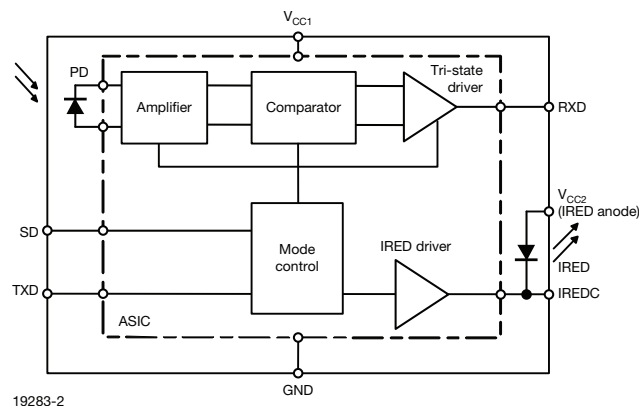 VCC1
PD
Amplifier
Comparator
Tri-state
driver
RXD
VCC2
(IRED anode)
SD
Mode
control
IRED driver
IRED
TXD
IREDC
ASIC
GND
19283-2